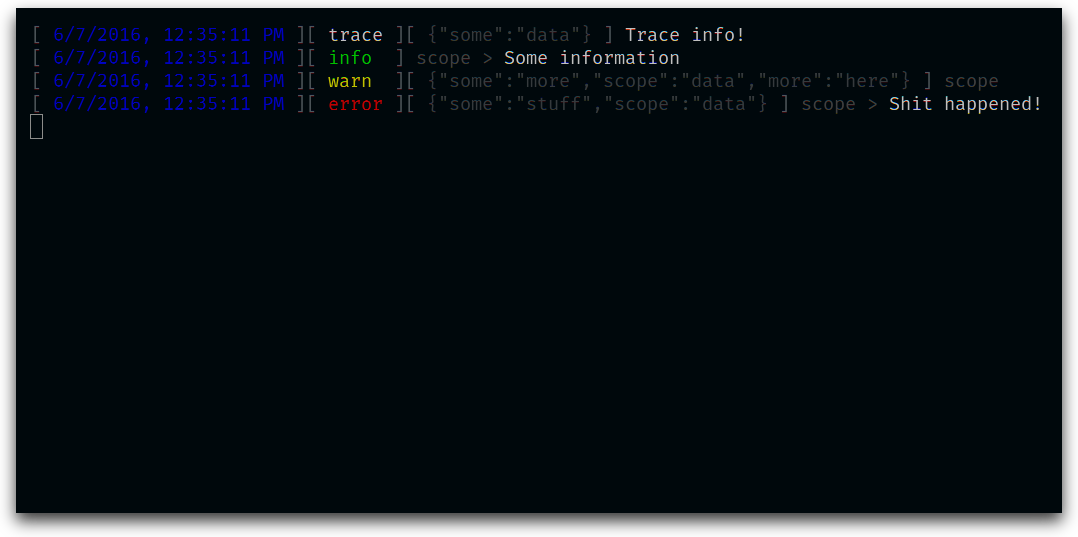 [ 6/7/2016, 12:35:11 PM ][ trace ][ {"some":"data"} ] Trace info!
[ 6/7/2016, 12:35:11 PM ][ info  ] scope > Some information
[ 6/7/2016, 12:35:11 PM ][ warn  ][ {"some":"more","scope":"data","more":"here"} ] scope
[ 6/7/2016, 12:35:11 PM ][ error ][ {"some":"stuff","scope":"data"} ] scope > Shit happened!